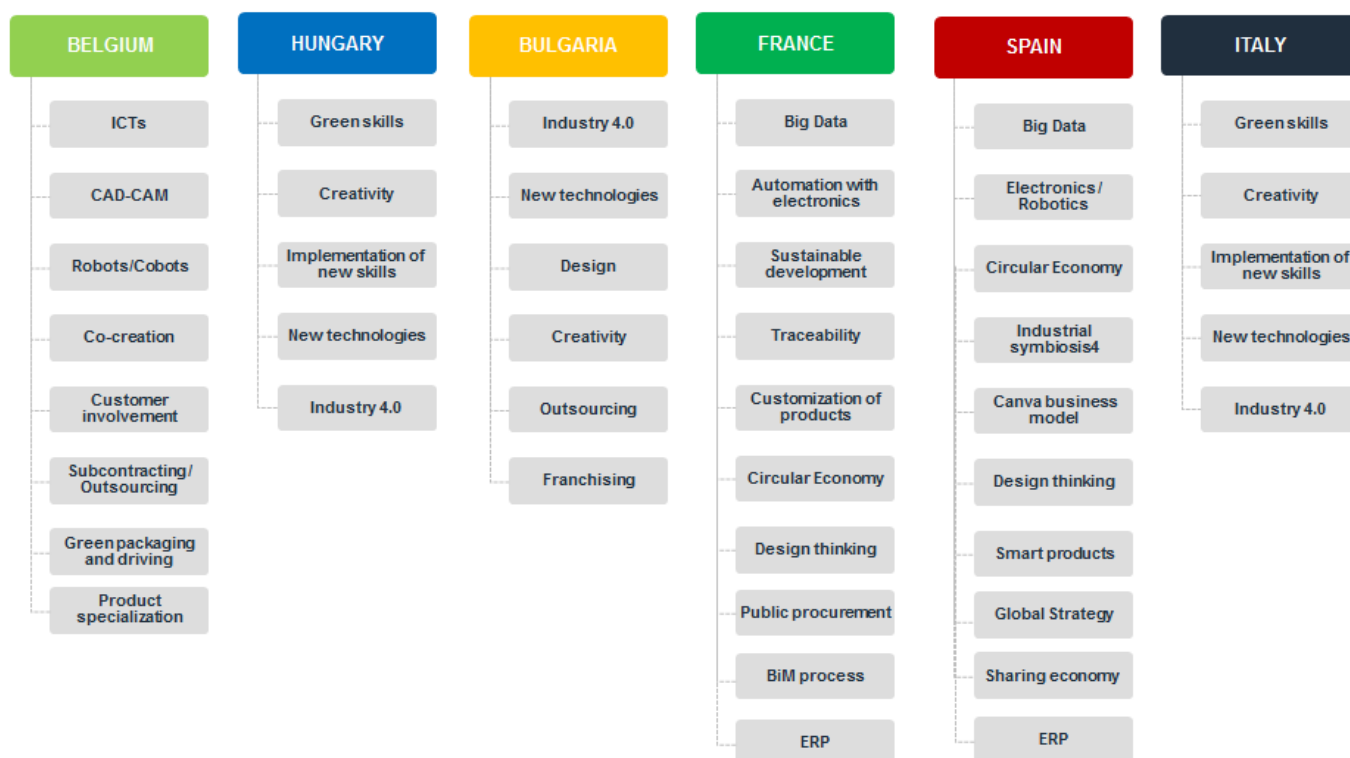 BELGIUM
ICTs
CAD-CAM
Robots/Cobots
Co-creation
Customer
involvement
Subcontracting/
Outsourcing
Green packaging
and driving
Product
specialization
HUNGARY
Green skills
Creativity
Implementation of
new skills
New technologies
Industry 4.0
BULGARIA
Industry 4.0
New technologies
Design
Creativity
Outsourcing
Franchising
FRANCE
Big Data
Automation with
electronics
Sustainable
development
Traceability
Customization of
products
Circular Economy
Design thinking
Public procurement
BiM process
ERP
SPAIN
Big Data
Electronics /
Robotics
Circular Economy
Industrial
symbiosis4
Canva business
model
Design thinking
Smart products
Global Strategy
Sharing economy
ERP
ITALY
Green skills
Creativity
Implementation of
new skills
New technologies
Industry 4.0